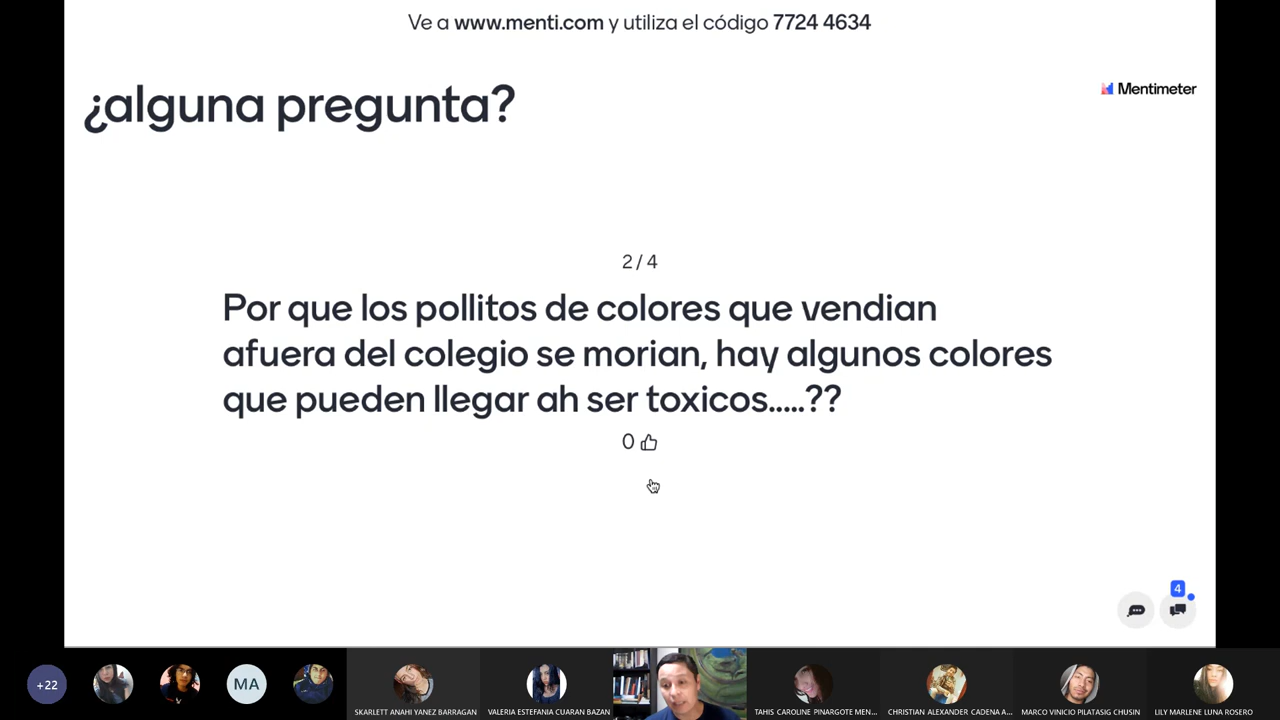 Ve a www.menti.com y utiliza el código 7724 4634
¿alguna pregunta?
Mentimeter
2 / 4
Por que los pollitos de colores que vendian
afuera del colegio se morian, hay algunos colores
que pueden llegar ah ser toxicos.....??
0
4
+22
MA
SKARLETT ANAHI YANEZ BARRAGAN
VALERIA ESTEFANIA CUARAN BAZAN
TAHIS CAROLINE PINARGOTE MEN...
CHRISTIAN ALEXANDER CADENA A...
MARCO VINICIO PILATASIG CHUSIN
LILY MARLENE LUNA ROSERO